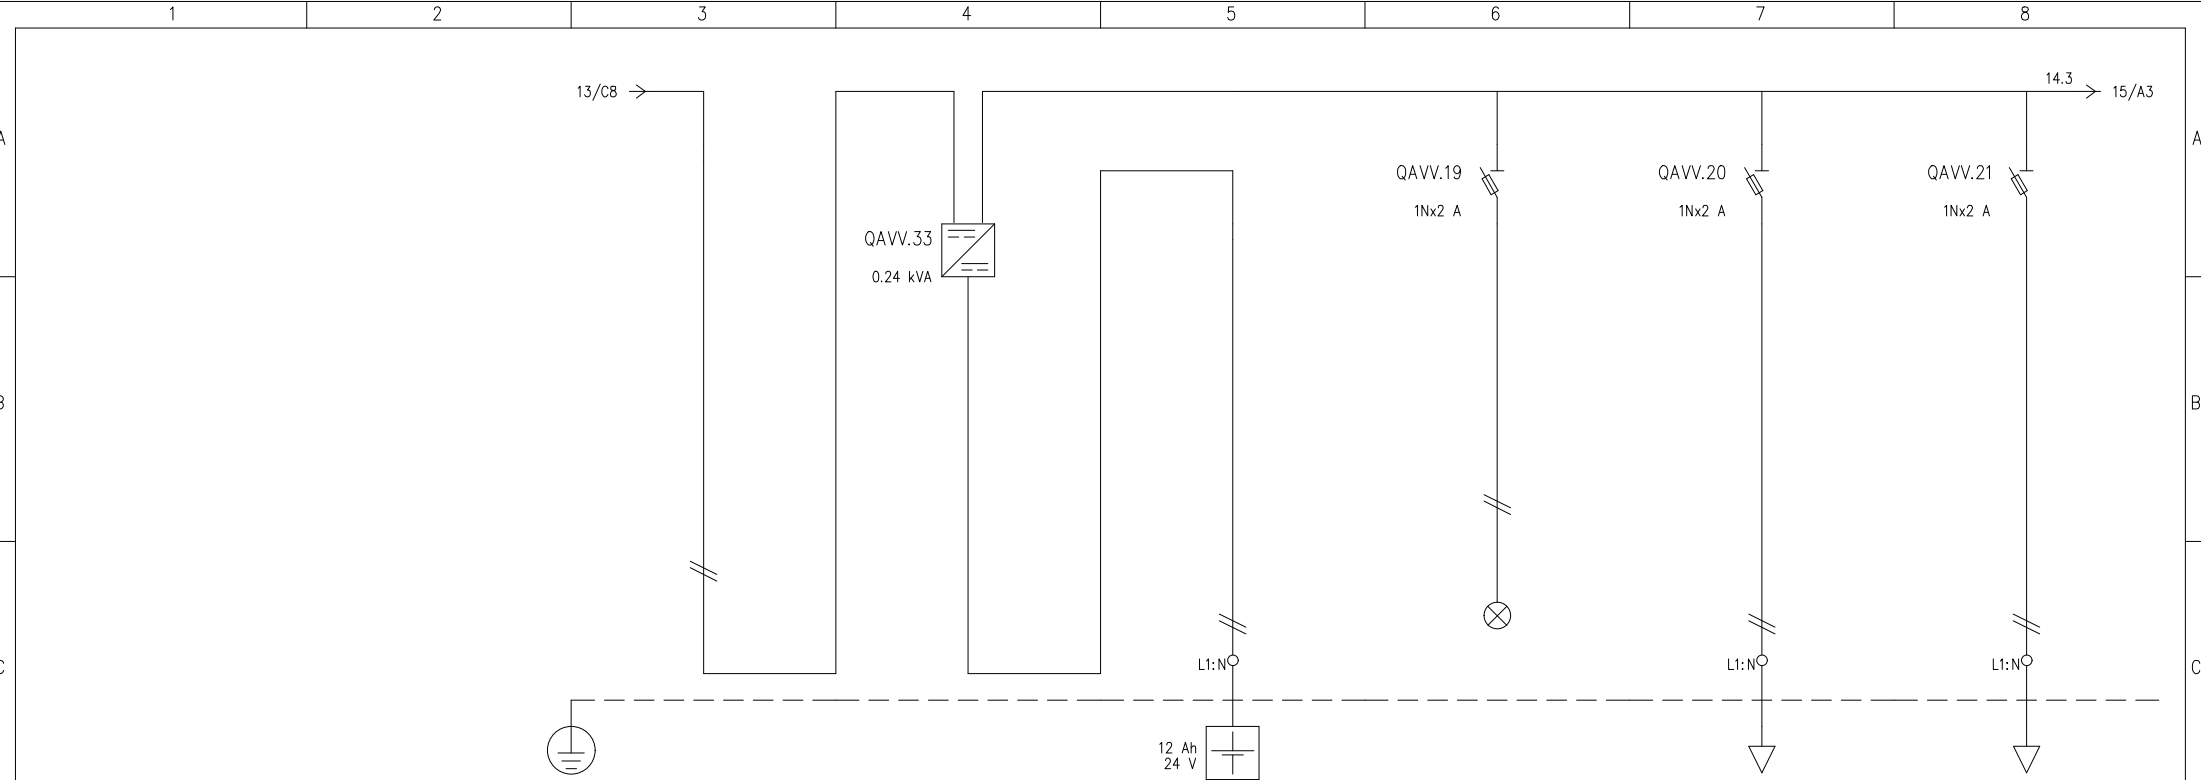 1 2 3 4 5 6 7 8
14.3
13/C8 15/A3
A A
QAVV.19 QAVV.20 QAVV.21
1Nx2 A 1Nx2 A 1Nx2 A
QAVV.33
0.24 kVA
B B
L1:N L1:N L1:N
C C
12 Ah
24 V